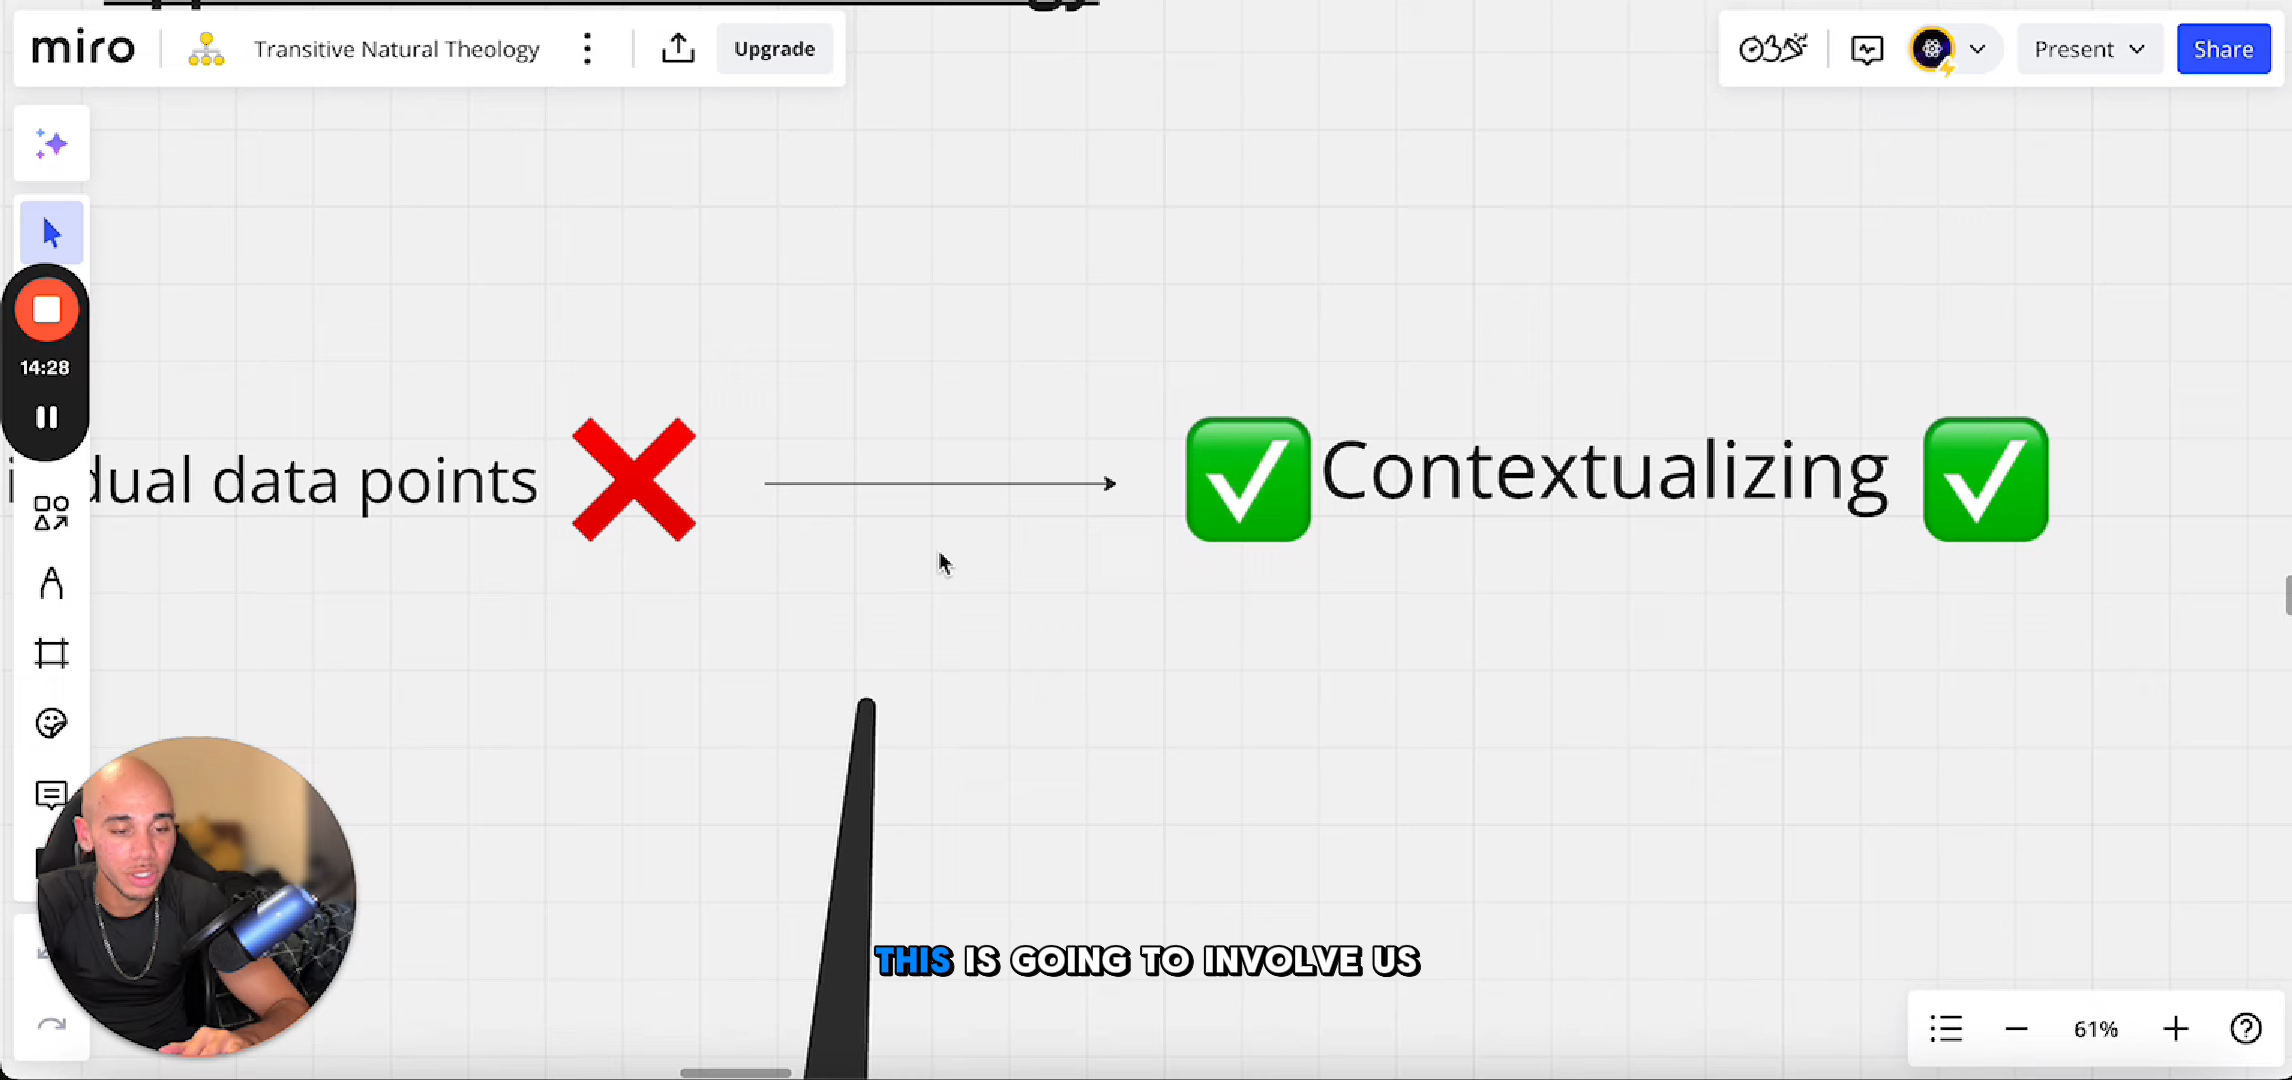 miro
Transitive Natural Theology
Upgrade
Present
Share
14:28
dual data points
Contextualizing
THIS IS GOING TO INVOLVE US
61%